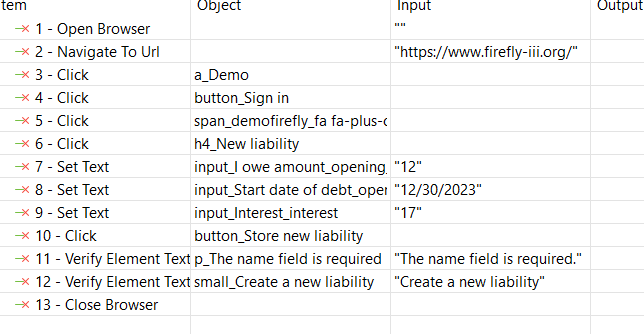 tem Object Input Output
1 - Open Browser ""
2 - Navigate To Url "https://www.firefly-iii.org/"
3 - Click a_Demo
4 - Click button_Sign in
5 - Click span_demofirefly_fa fa-plus-c
6 - Click h4_New liability
7 - Set Text input_I owe amount_opening_ "12"
8 - Set Text input_Start date of debt_oper "12/30/2023"
9 - Set Text input_Interest_interest "17"
10 - Click button_Store new liability
11 - Verify Element Text p_The name field is required "The name field is required."
12 - Verify Element Text small_Create a new liability "Create a new liability"
13 - Close Browser